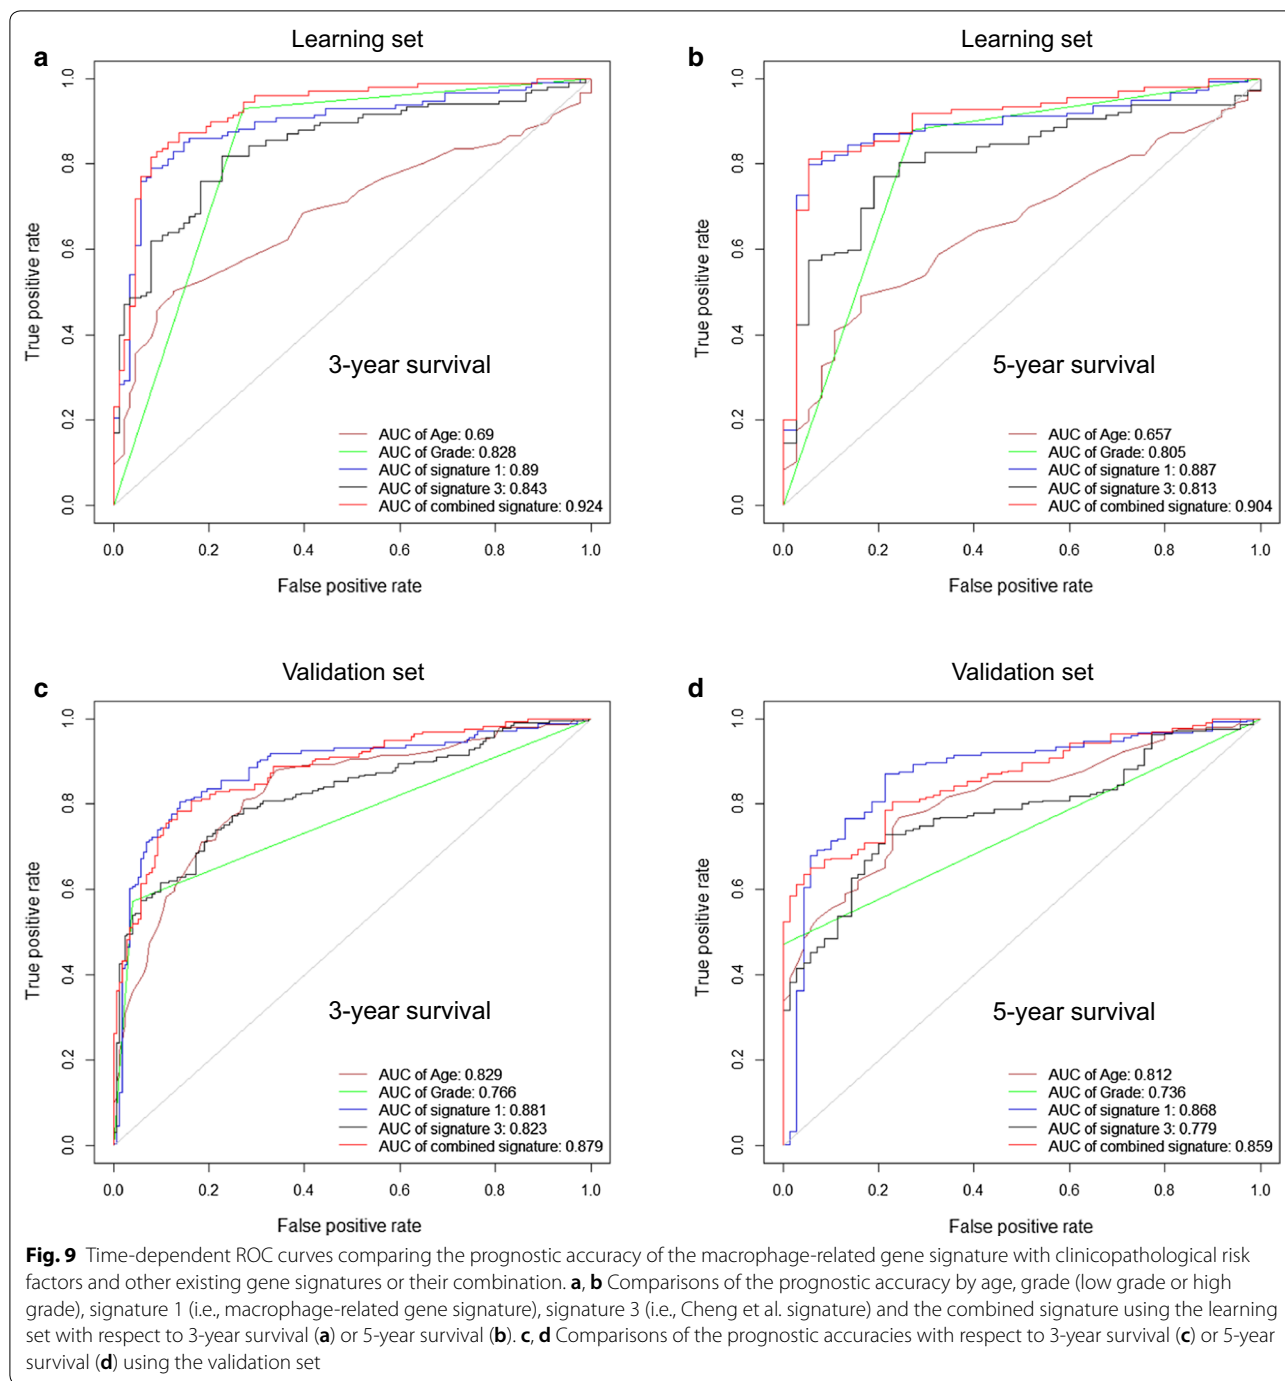 a
Learning set
1.0
0.8
0.6
0.4
0.2
0.0
True positive rate
3-year survival
AUC of Age: 0.69
AUC of Grade: 0.828
AUC of signature 1: 0.89
AUC of signature 3: 0.843
AUC of combined signature: 0.924
0.0 0.2 0.4 0.6 0.8 1.0
False positive rate
b
Learning set
1.0
0.8
0.6
0.4
0.2
0.0
True positive rate
5-year survival
AUC of Age: 0.657
AUC of Grade: 0.805
AUC of signature 1: 0.887
AUC of signature 3: 0.813
AUC of combined signature: 0.904
0.0 0.2 0.4 0.6 0.8 1.0
False positive rate
c
Validation set
1.0
0.8
0.6
0.4
0.2
0.0
True positive rate
3-year survival
AUC of Age: 0.829
AUC of Grade: 0.766
AUC of signature 1: 0.881
AUC of signature 3: 0.823
AUC of combined signature: 0.879
0.0 0.2 0.4 0.6 0.8 1.0
False positive rate
d
Validation set
1.0
0.8
0.6
0.4
0.2
0.0
True positive rate
5-year survival
AUC of Age: 0.812
AUC of Grade: 0.736
AUC of signature 1: 0.868
AUC of signature 3: 0.779
AUC of combined signature: 0.859
0.0 0.2 0.4 0.6 0.8 1.0
False positive rate
Fig. 9 Time-dependent ROC curves comparing the prognostic accuracy of the macrophage-related gene signature with clinicopathological risk
factors and other existing gene signatures or their combination. a, b Comparisons of the prognostic accuracy by age, grade (low grade or high
grade), signature 1 (i.e., macrophage-related gene signature), signature 3 (i.e., Cheng et al. signature) and the combined signature using the learning
set with respect to 3-year survival (a) or 5-year survival (b). c, d Comparisons of the prognostic accuracies with respect to 3-year survival (c) or 5-year
survival (d) using the validation set